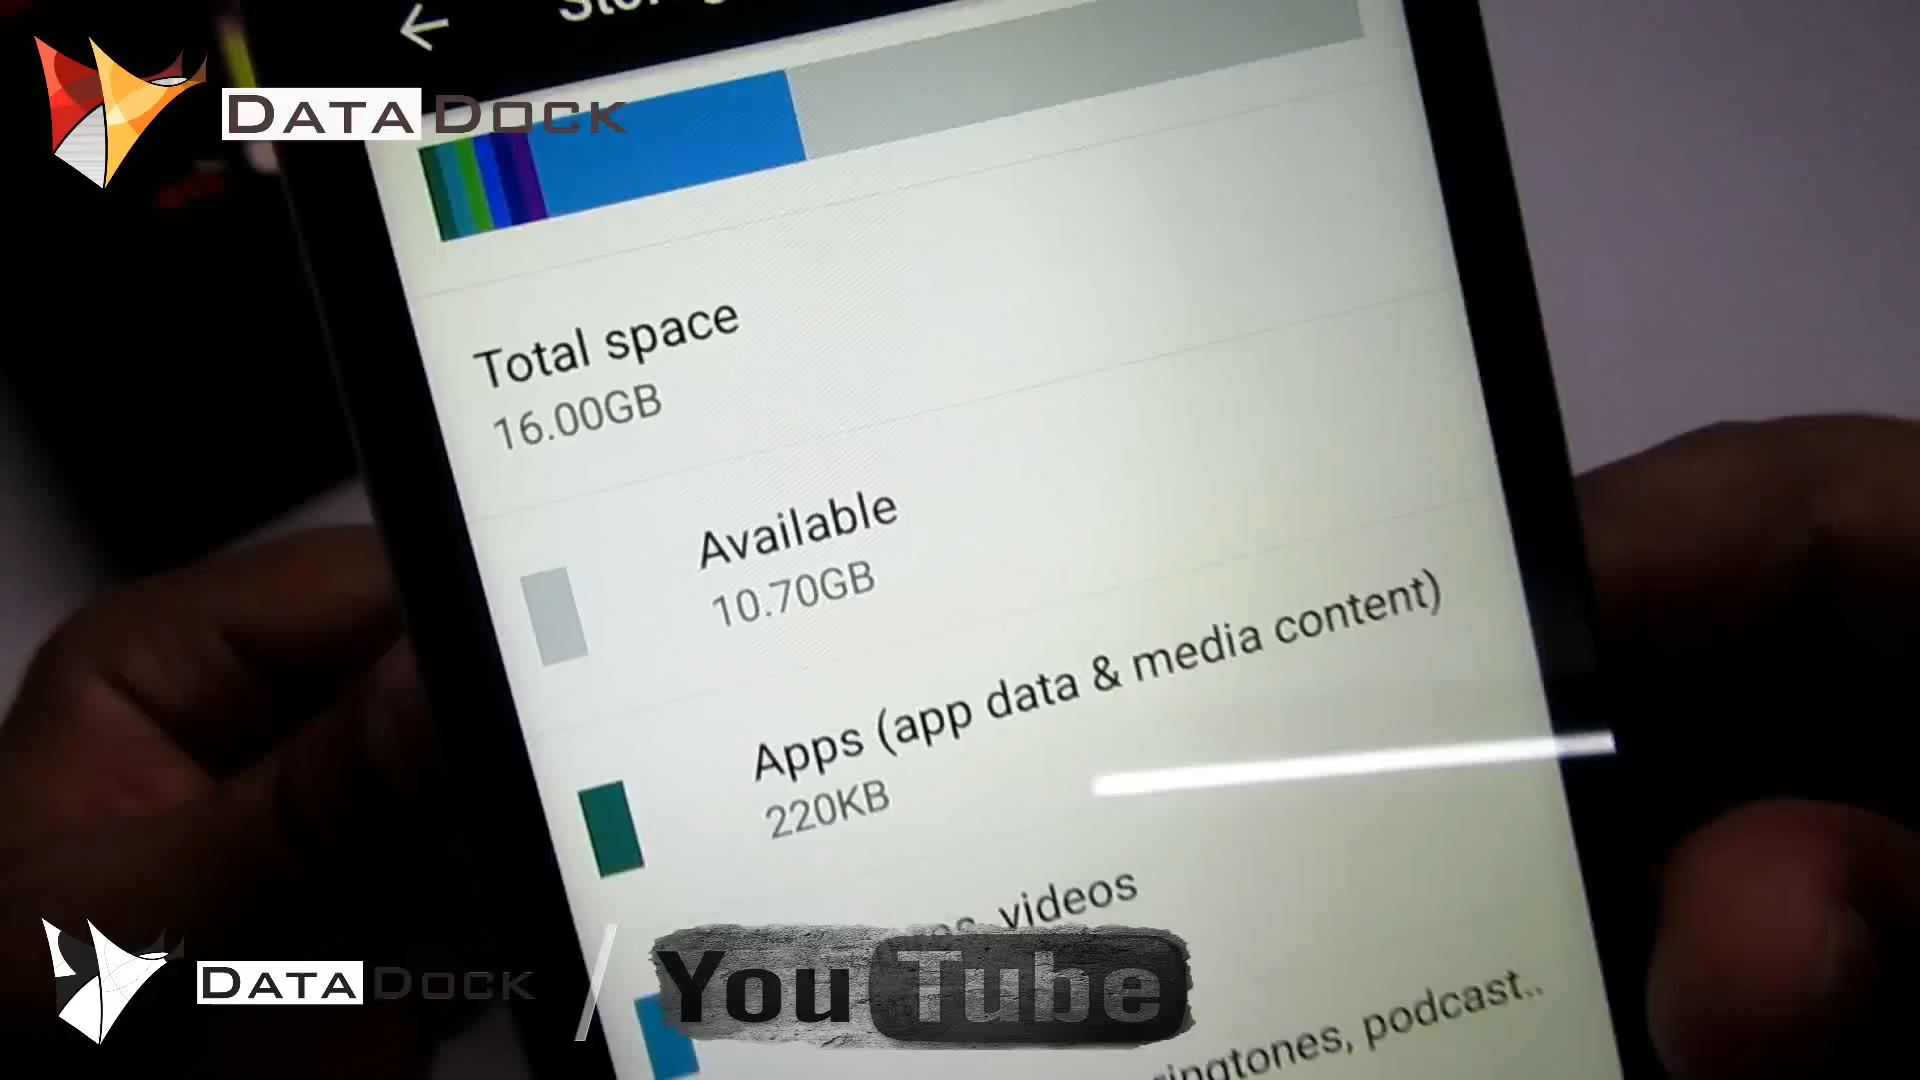 DATA DOCK
Total space
16.00GB
Available
10.70GB
Apps (app data & media content)
220KB
videos
DATA DOCK / YouTube
ringtones, podcast..